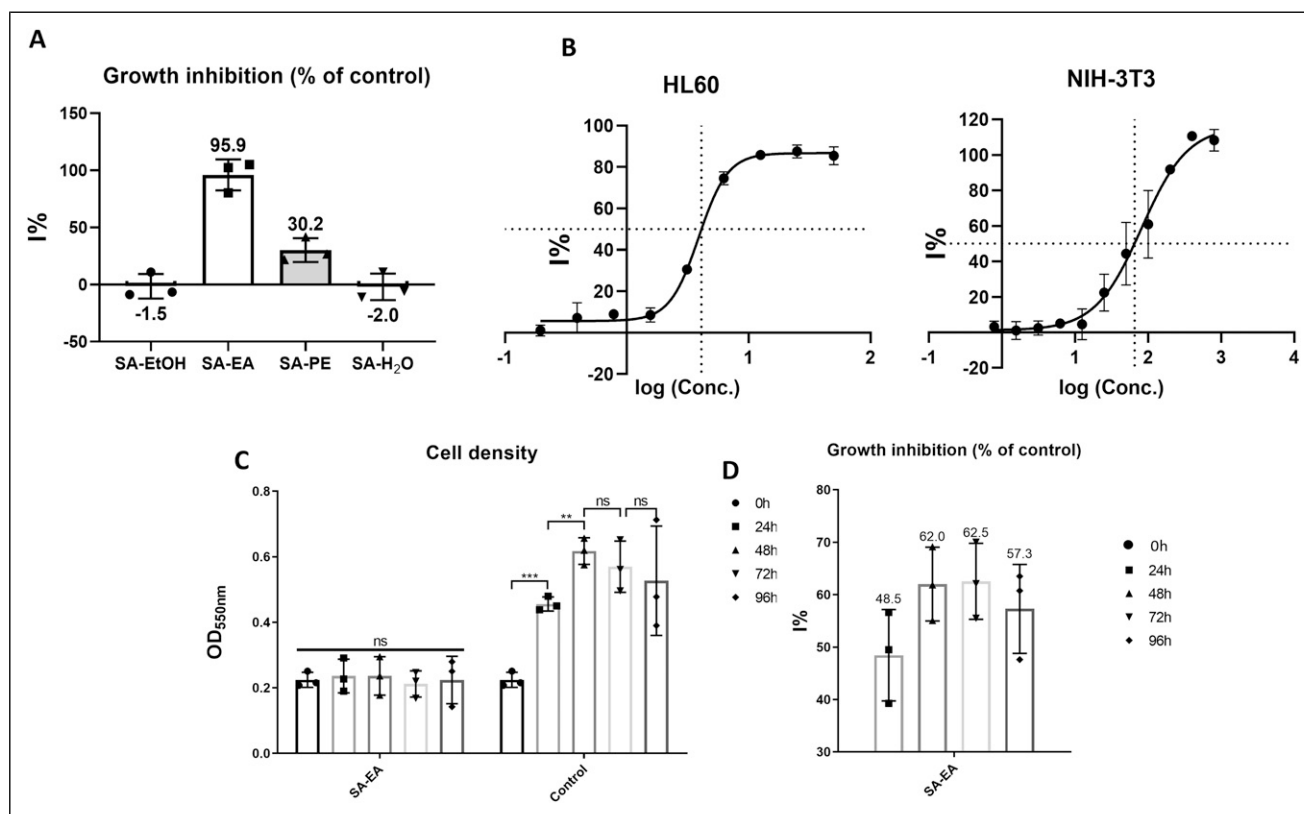 A
Growth inhibition (% of control)
I%
150
100
50
0
-50
95.9
30.2
-1.5
-2.0
SA-EtOH SA-EA SA-PE SA-H₂O
B
HL60
I%
100
80
60
40
20
-20
-1 0 1 2
log (Conc.)
NIH-3T3
I%
120
100
80
60
40
20
-20
-1 1 2 3 4
log (Conc.)
C
Cell density
OD550nm
0.8
0.6
0.4
0.2
0.0
ns
***
**
ns
ns
SA-EA
Control
0h
24h
48h
72h
96h
D
Growth inhibition (% of control)
I%
80
70
60
50
40
30
48.5
62.0
62.5
57.3
SA-EA
0h
24h
48h
72h
96h